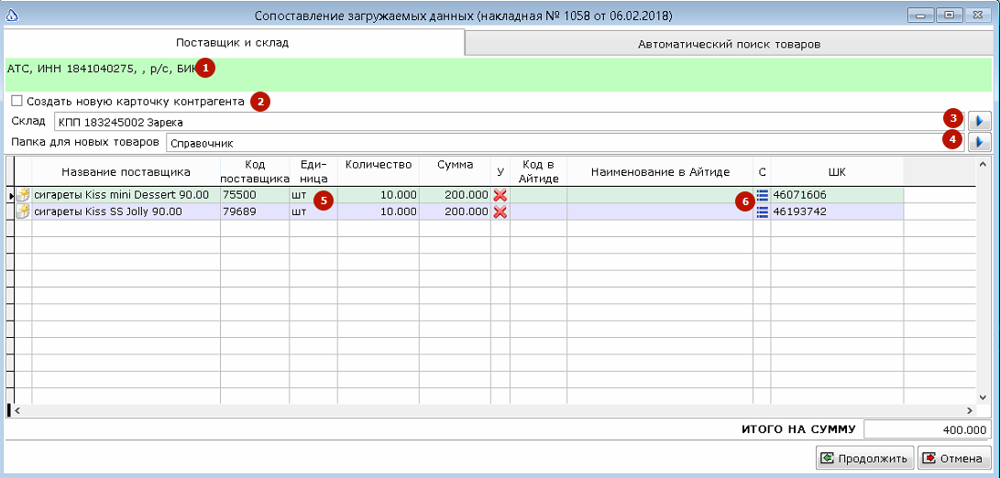 Сопоставление загружаемых данных (накладная № 1058 от 06.02.2018)
Поставщик и склад Автоматический поиск товаров
АТС, ИНН 1841040275, , р/с, БИК 1
Создать новую карточку контрагента 2
Склад КПП 183245002 Зарека 3
Папка для новых товаров Справочник 4
Название поставщика Код поставщика Еди-ница Количество Сумма У Код в Айтиде Наименование в Айтиде С ШК
сигареты Kiss mini Dessert 90.00 75500 шт 5 10.000 200.000 6 46071606
сигареты Kiss SS Jolly 90.00 79689 шт 10.000 200.000 46193742
ИТОГО НА СУММУ 400.000
Продолжить Отмена